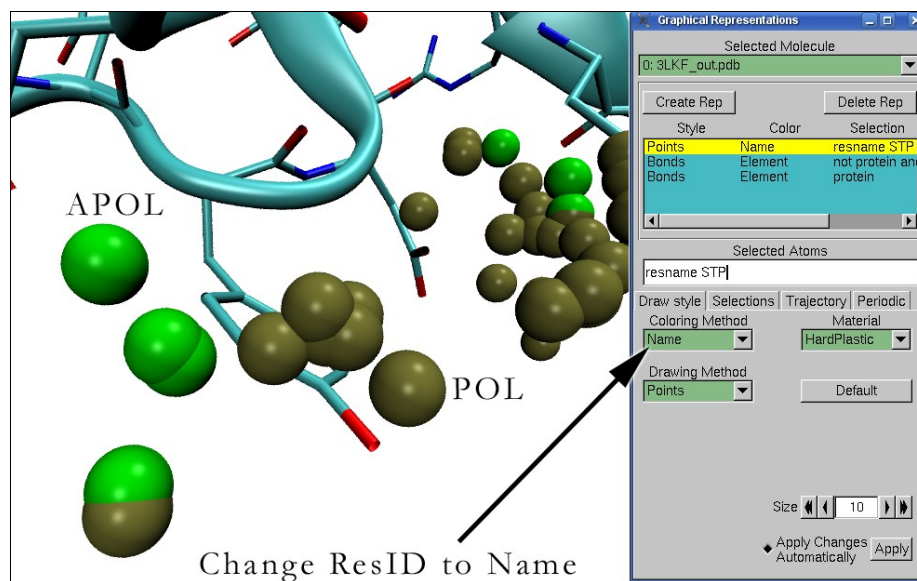 APOL
POL
Change ResID to Name
Graphical Representations
Selected Molecule
0: 3LKF_out.pdb
Create Rep
Delete Rep
Style Color Selection
Points Name resname STP
Bonds Element not protein and
Bonds Element protein
Selected Atoms
resname STP
Draw style Selections Trajectory Periodic
Coloring Method Material
Name HardPlastic
Drawing Method
Points Default
Size 10
Apply Changes
Automatically Apply